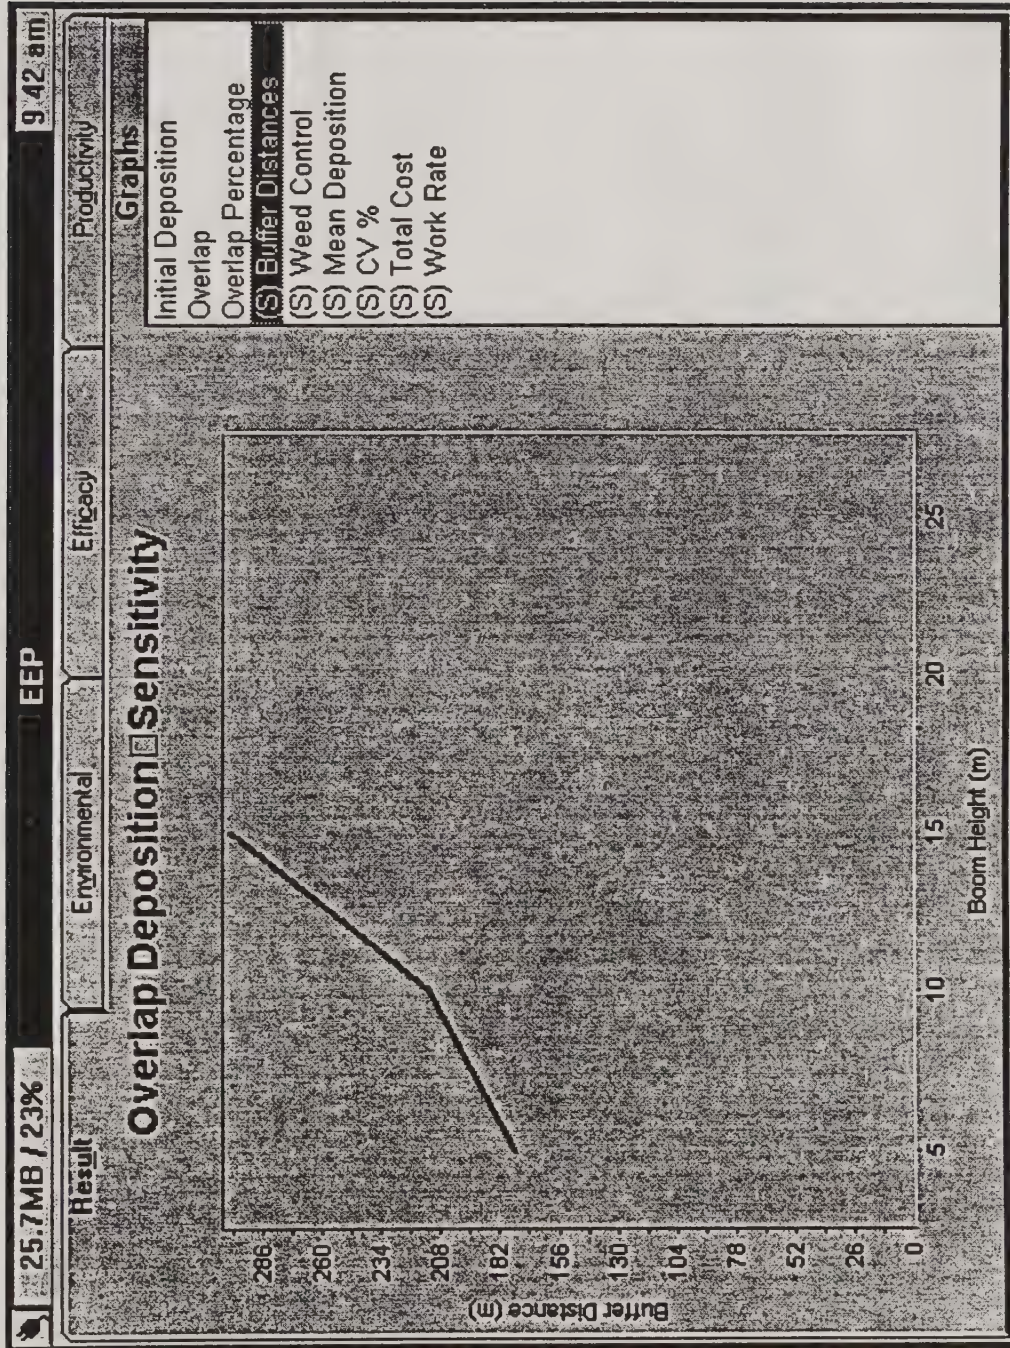 25.7MB / 23%
EEP
9:42 am
Result
Environmental
Efficacy
Productivity
Overlap Deposition Sensitivity
Graphs
Initial Deposition
Overlap
Overlap Percentage
(S) Buffer Distances
(S) Weed Control
(S) Mean Deposition
(S) CV %
(S) Total Cost
(S) Work Rate
Buffer Distance (m)
286
260
234
208
182
156
130
104
78
52
26
0
5
10
15
20
25
Boom Height (m)